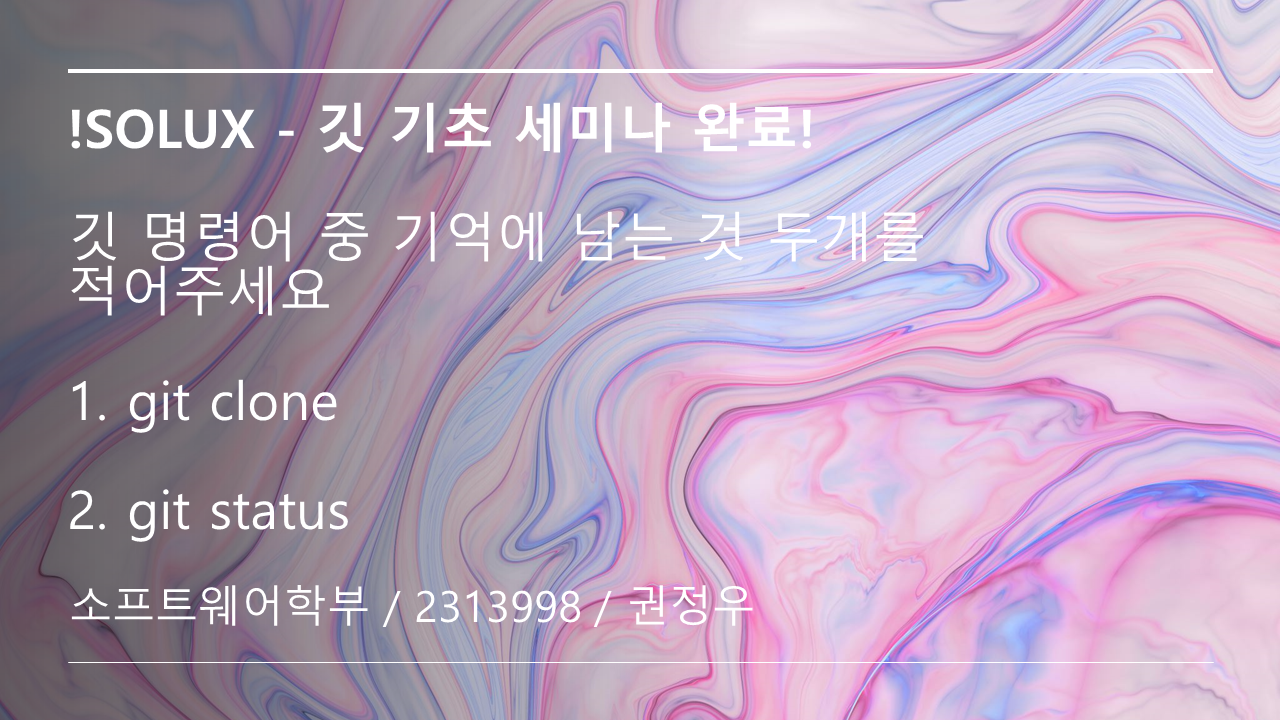 !SOLUX - 깃 기초 세미나 완료!
깃 명령어 중 기억에 남는 것 두개를
적어주세요
1. git clone
2. git status
소프트웨어학부 / 2313998 / 권정우